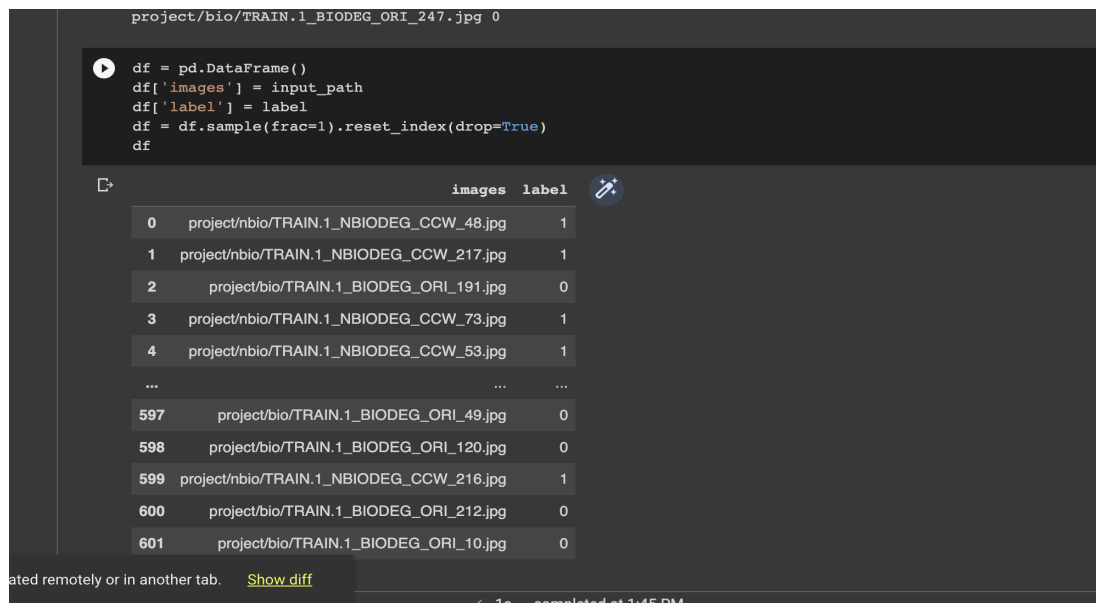 project/bio/TRAIN.1_BIODEG_ORI_247.jpg 0
df = pd.DataFrame()
df['images'] = input_path
df['label'] = label
df = df.sample(frac=1).reset_index(drop=True)
df
images label
0 project/nbio/TRAIN.1_NBIODEG_CCW_48.jpg 1
1 project/nbio/TRAIN.1_NBIODEG_CCW_217.jpg 1
2 project/bio/TRAIN.1_BIODEG_ORI_191.jpg 0
3 project/nbio/TRAIN.1_NBIODEG_CCW_73.jpg 1
4 project/nbio/TRAIN.1_NBIODEG_CCW_53.jpg 1
... ... ...
597 project/bio/TRAIN.1_BIODEG_ORI_49.jpg 0
598 project/bio/TRAIN.1_BIODEG_ORI_120.jpg 0
599 project/nbio/TRAIN.1_NBIODEG_CCW_216.jpg 1
600 project/bio/TRAIN.1_BIODEG_ORI_212.jpg 0
601 project/bio/TRAIN.1_BIODEG_ORI_10.jpg 0
ated remotely or in another tab. Show diff
completed at 1:45 PM